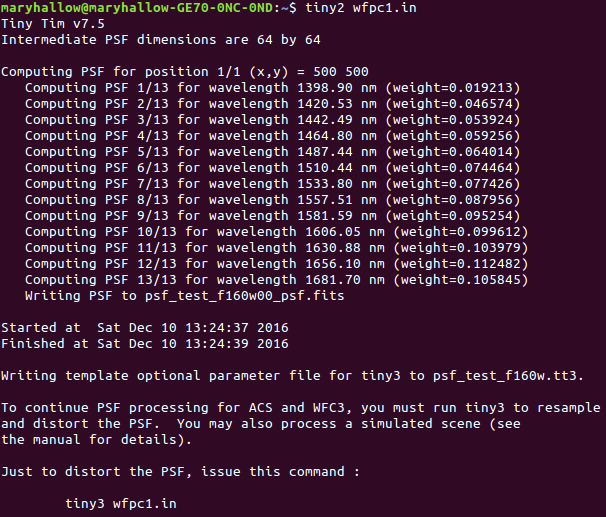 maryhallow@maryhallow-GE70-0NC-0ND:~$ tiny2 wfpc1.in
Tiny Tim v7.5
Intermediate PSF dimensions are 64 by 64
Computing PSF for position 1/1 (x,y) = 500 500
Computing PSF 1/13 for wavelength 1398.90 nm (weight=0.019213)
Computing PSF 2/13 for wavelength 1420.53 nm (weight=0.046574)
Computing PSF 3/13 for wavelength 1442.49 nm (weight=0.053924)
Computing PSF 4/13 for wavelength 1464.80 nm (weight=0.059256)
Computing PSF 5/13 for wavelength 1487.44 nm (weight=0.064014)
Computing PSF 6/13 for wavelength 1510.44 nm (weight=0.074464)
Computing PSF 7/13 for wavelength 1533.80 nm (weight=0.077426)
Computing PSF 8/13 for wavelength 1557.51 nm (weight=0.087956)
Computing PSF 9/13 for wavelength 1581.59 nm (weight=0.095254)
Computing PSF 10/13 for wavelength 1606.05 nm (weight=0.099612)
Computing PSF 11/13 for wavelength 1630.88 nm (weight=0.103979)
Computing PSF 12/13 for wavelength 1656.10 nm (weight=0.112482)
Computing PSF 13/13 for wavelength 1681.70 nm (weight=0.105845)
Writing PSF to psf_test_f160w00_psf.fits
Started at  Sat Dec 10 13:24:37 2016
Finished at Sat Dec 10 13:24:39 2016
Writing template optional parameter file for tiny3 to psf_test_f160w.tt3.
To continue PSF processing for ACS and WFC3, you must run tiny3 to resample
and distort the PSF.  You may also process a simulated scene (see
the manual for details).
Just to distort the PSF, issue this command :
tiny3 wfpc1.in